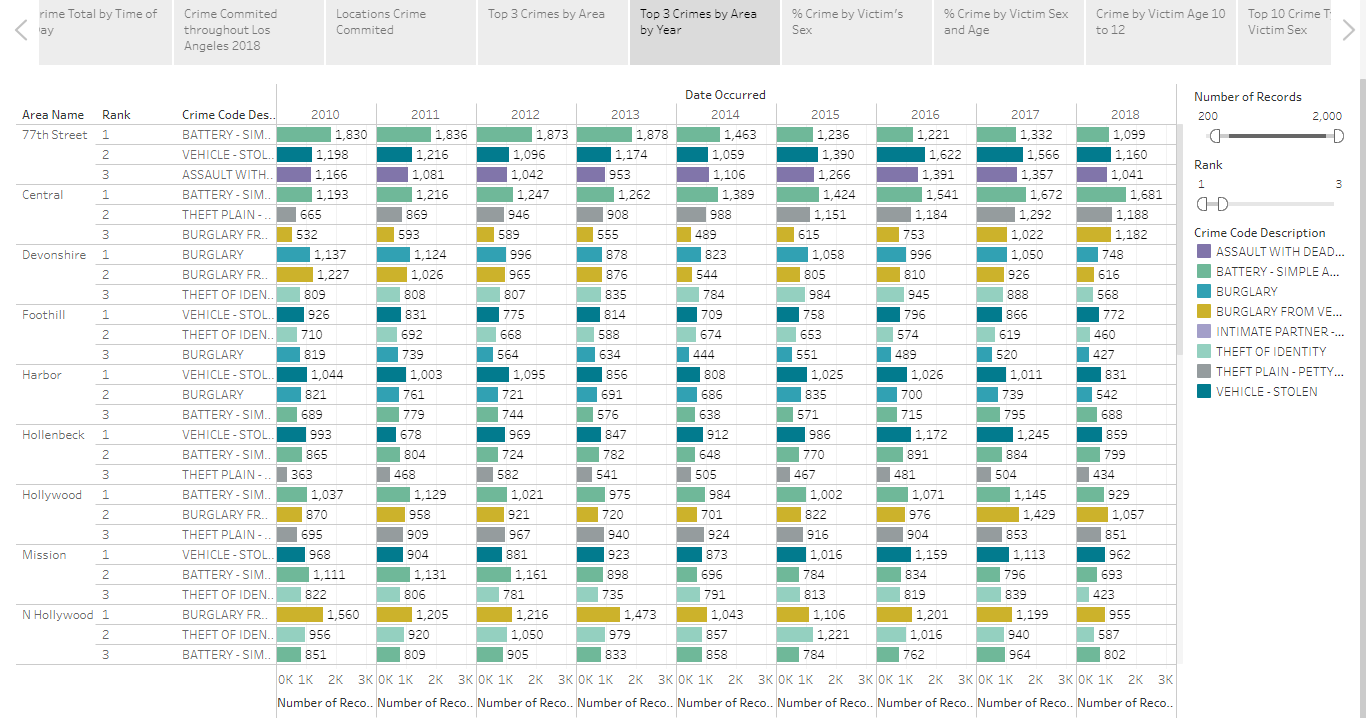 rime Total by Time of
ay
Crime Commited
throughout Los
Angeles 2018
Locations Crime
Commited
Top 3 Crimes by Area
Top 3 Crimes by Area
by Year
% Crime by Victim's
Sex
% Crime by Victim Sex
and Age
Crime by Victim Age 10
to 12
Top 10 Crime T
Victim Sex
Date Occurred
Area Name Rank Crime Code Des.. 2010 2011 2012 2013 2014 2015 2016 2017 2018
77th Street 1 BATTERY - SIM.. 1,830 1,836 1,873 1,878 1,463 1,236 1,221 1,332 1,099
2 VEHICLE - STOL.. 1,198 1,216 1,096 1,174 1,059 1,390 1,622 1,566 1,160
3 ASSAULT WITH.. 1,166 1,081 1,042 953 1,106 1,266 1,391 1,357 1,041
Central 1 BATTERY - SIM.. 1,193 1,216 1,247 1,262 1,389 1,424 1,541 1,672 1,681
2 THEFT PLAIN - .. 665 869 946 908 988 1,151 1,184 1,292 1,188
3 BURGLARY FR.. 532 593 589 555 489 615 753 1,022 1,182
Devonshire 1 BURGLARY 1,137 1,124 996 878 823 1,058 996 1,050 748
2 BURGLARY FR.. 1,227 1,026 965 876 544 805 810 926 616
3 THEFT OF IDEN.. 809 808 807 835 784 984 945 888 568
Foothill 1 VEHICLE - STOL.. 926 831 775 814 709 758 796 866 772
2 THEFT OF IDEN.. 710 692 668 588 674 653 574 619 460
3 BURGLARY 819 739 564 634 444 551 489 520 427
Harbor 1 VEHICLE - STOL.. 1,044 1,003 1,095 856 808 1,025 1,026 1,011 831
2 BURGLARY 821 761 721 691 686 835 700 739 542
3 BATTERY - SIM.. 689 779 744 576 638 571 715 795 688
Hollenbeck 1 VEHICLE - STOL.. 993 678 969 847 912 986 1,172 1,245 859
2 BATTERY - SIM.. 865 804 724 782 648 770 891 884 799
3 THEFT PLAIN - .. 363 468 582 541 505 467 481 504 434
Hollywood 1 BATTERY - SIM.. 1,037 1,129 1,021 975 984 1,002 1,071 1,145 929
2 BURGLARY FR.. 870 958 921 720 701 822 976 1,429 1,057
3 THEFT PLAIN - .. 695 909 967 940 924 916 904 853 851
Mission 1 VEHICLE - STOL.. 968 904 881 923 873 1,016 1,159 1,113 962
2 BATTERY - SIM.. 1,111 1,131 1,161 898 696 784 834 796 693
3 THEFT OF IDEN.. 822 806 781 735 791 813 819 839 423
N Hollywood 1 BURGLARY FR.. 1,560 1,205 1,216 1,473 1,043 1,106 1,201 1,199 955
2 THEFT OF IDEN.. 956 920 1,050 979 857 1,221 1,016 940 587
3 BATTERY - SIM.. 851 809 905 833 858 784 762 964 802
0K 1K 2K 3K 0K 1K 2K 3K 0K 1K 2K 3K 0K 1K 2K 3K 0K 1K 2K 3K 0K 1K 2K 3K 0K 1K 2K 3K 0K 1K 2K 3K 0K 1K 2K 3K
Number of Reco.. Number of Reco.. Number of Reco.. Number of Reco.. Number of Reco.. Number of Reco.. Number of Reco.. Number of Reco.. Number of Reco..
Number of Records
200 2,000
Rank
1 3
Crime Code Description
ASSAULT WITH DEAD...
BATTERY - SIMPLE A...
BURGLARY
BURGLARY FROM VE...
INTIMATE PARTNER -...
THEFT OF IDENTITY
THEFT PLAIN - PETTY...
VEHICLE - STOLEN